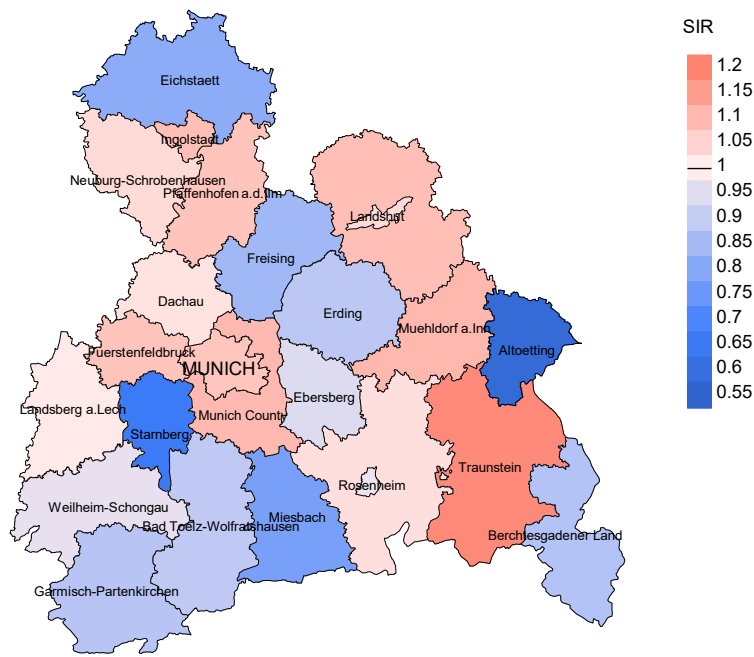 SIR
1.2
1.15
1.1
1.05
1
0.95
0.9
0.85
0.8
0.75
0.7
0.65
0.6
0.55
Eichstaett
Ingolstadt
Neuburg-Schrobenhausen
Pfaffenhofen a.d.Ilm
Landshut
Freising
Dachau
Erding
Muehldorf a.Inn
Altoetting
Fuerstenfeldbruck
MUNICH
Ebersberg
Landsberg a.Lech
Munich County
Starnberg
Traunstein
Rosenheim
Weilheim-Schongau
Miesbach
Bad Toelz-Wolfratshausen
Berchtesgadener Land
Garmisch-Partenkirchen